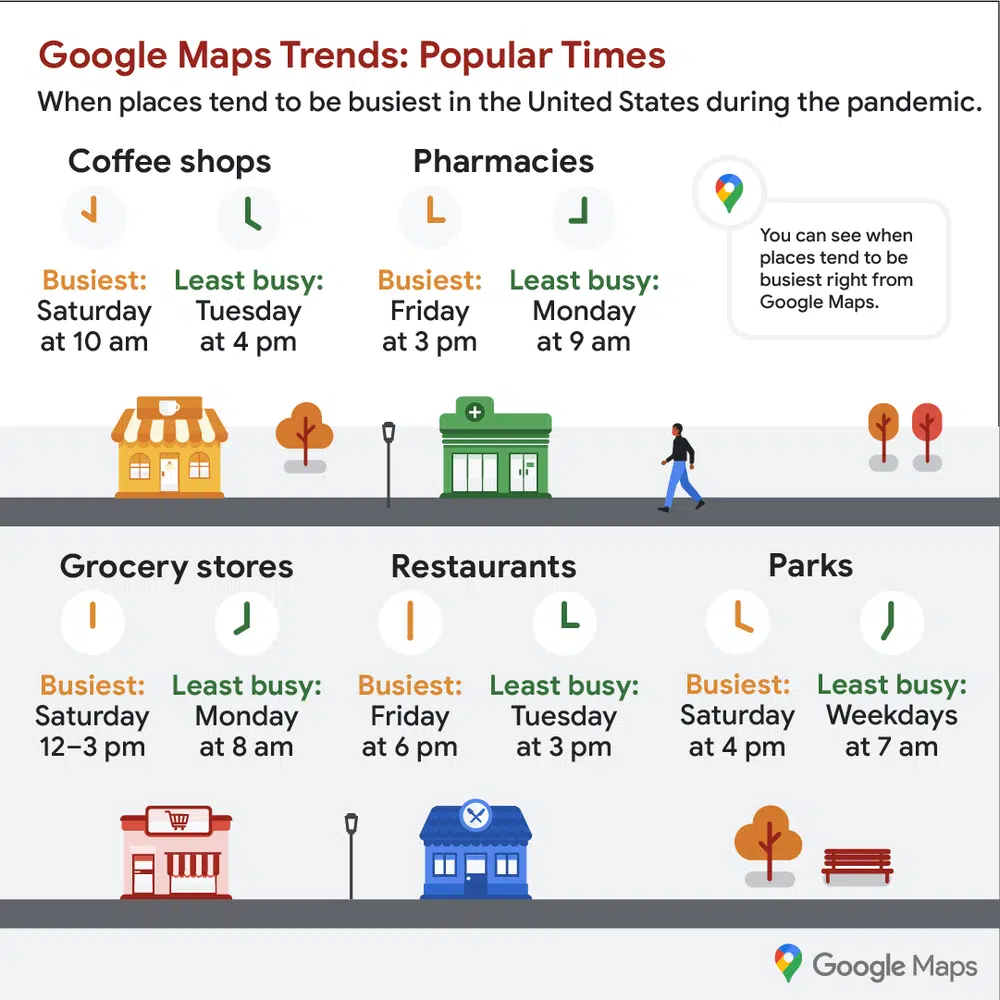 Google Maps Trends: Popular Times
When places tend to be busiest in the United States during the pandemic.
Coffee shops
Busiest:
Saturday
at 10 am
Least busy:
Tuesday
at 4 pm
Pharmacies
Busiest:
Friday
at 3 pm
Least busy:
Monday
at 9 am
You can see when
places tend to be
busiest right from
Google Maps.
Grocery stores
Busiest:
Saturday
12–3 pm
Least busy:
Monday
at 8 am
Restaurants
Busiest:
Friday
at 6 pm
Least busy:
Tuesday
at 3 pm
Parks
Busiest:
Saturday
at 4 pm
Least busy:
Weekdays
at 7 am
Google Maps